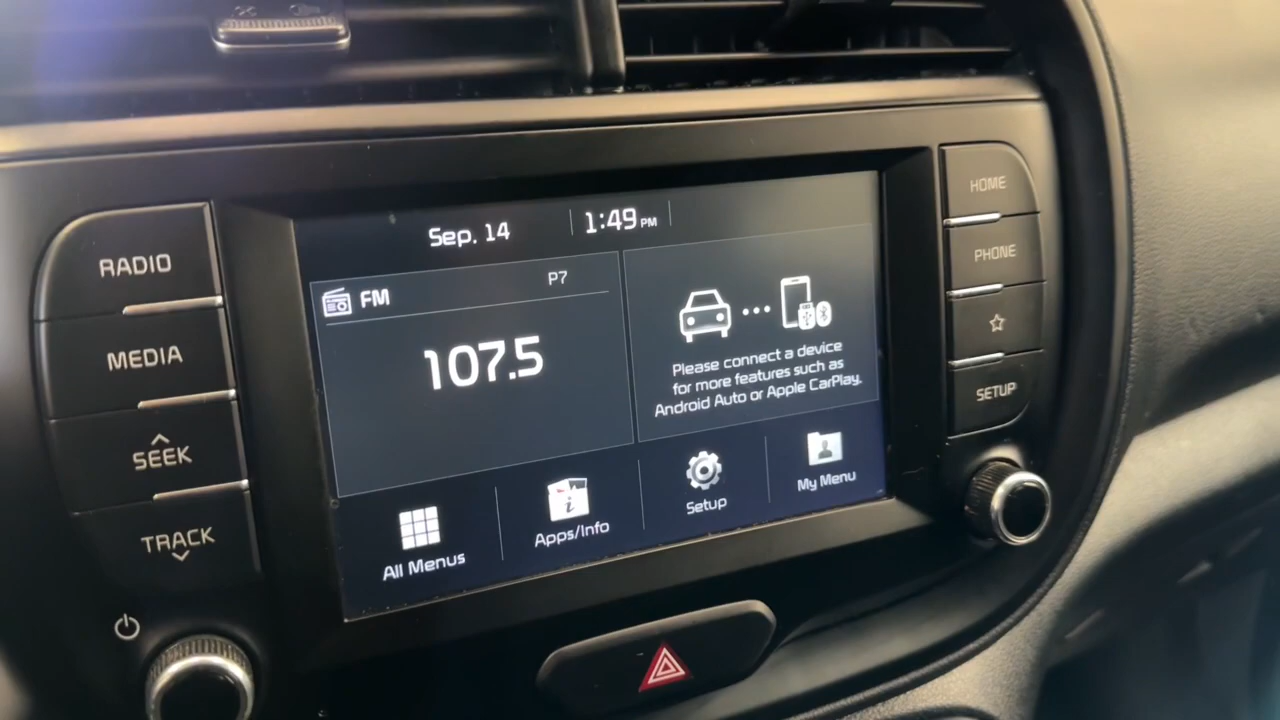 Sep. 14
1:49 PM
FM
P7
107.5
Please connect a device
for more features such as
Android Auto or Apple CarPlay.
All Menus
Apps/Info
Setup
My Menu
RADIO
MEDIA
SEEK
TRACK
HOME
PHONE
SETUP